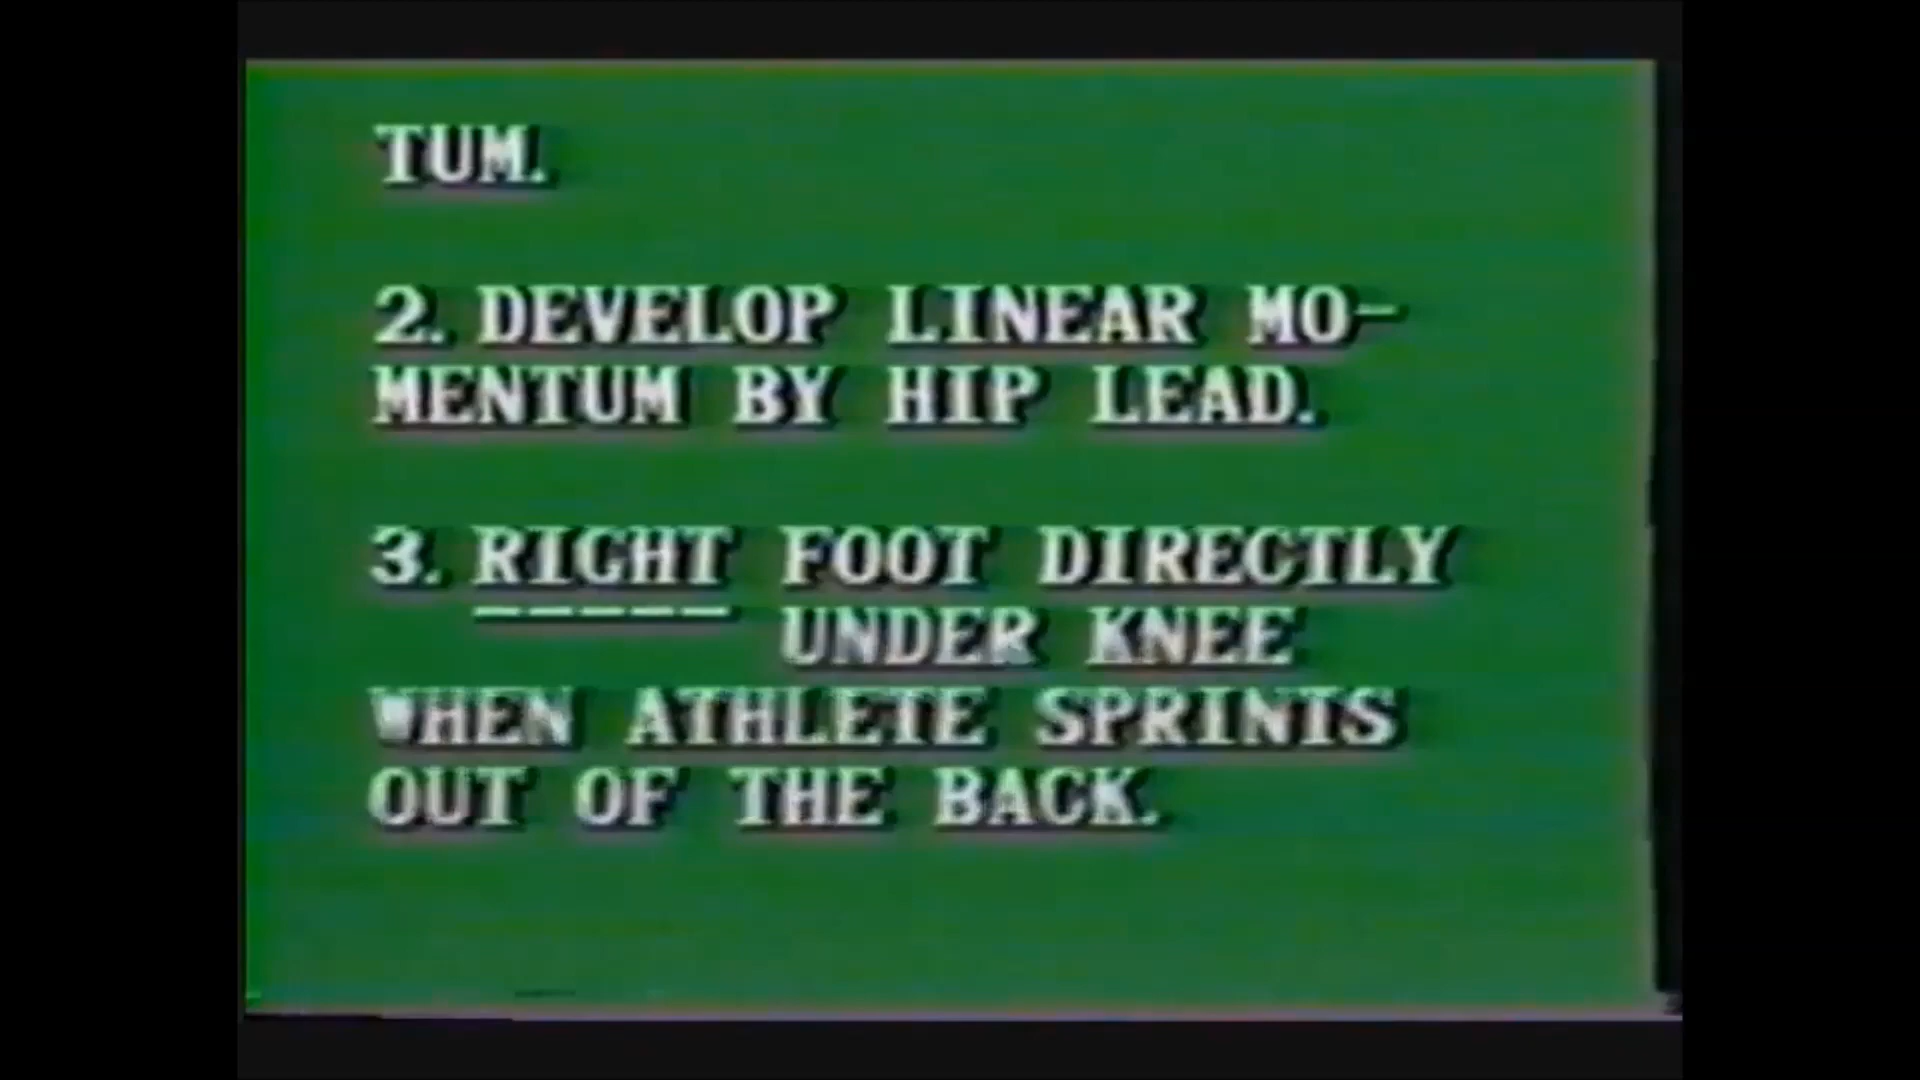 TUM.
2. DEVELOP LINEAR MO-
MENTUM BY HIP LEAD.
3. RIGHT FOOT DIRECTLY
UNDER KNEE
WHEN ATHLETE SPRINTS
OUT OF THE BACK.